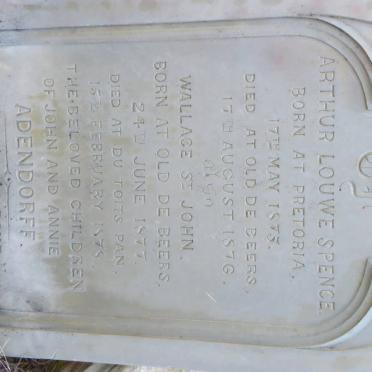 Of
ARTHUR LOUWE SPENCE.
BORN AT PRETORIA.
17TH MAY 1875.
DIED AT OLD DE BEERS
15TH AUGUST 1876.
also
WALLACE ST JOHN.
BORN AT OLD DE BEERS.
24TH JUNE 1877.
DIED AT DU TOITS PAN
FEBRUARY 1878.
THE BELOVED CHILDREN
OF JOHN AND ANNIE
ADENDORFF.